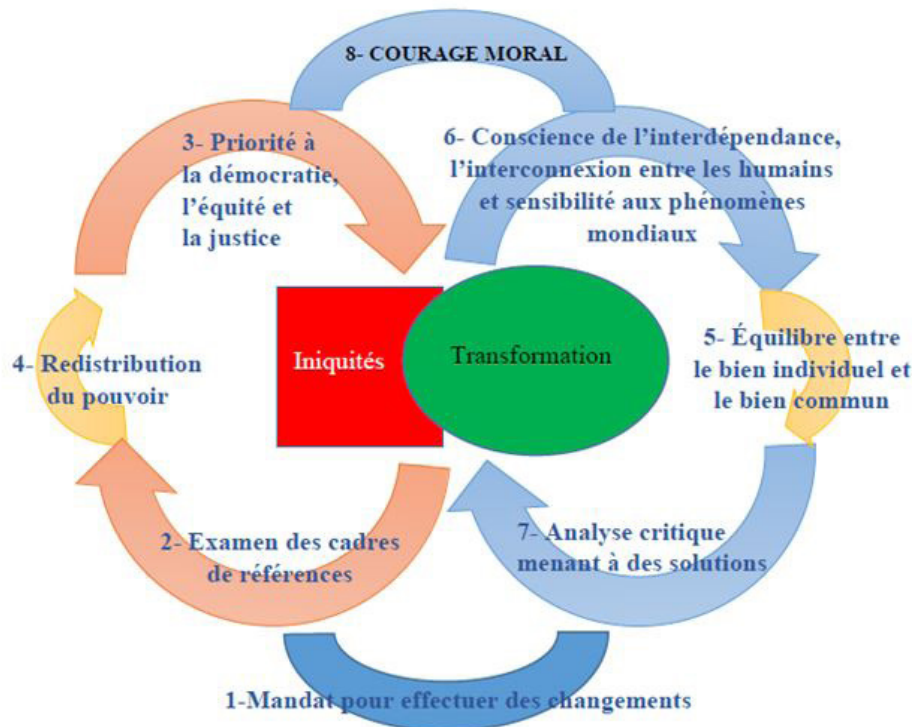 8- COURAGE MORAL
3- Priorité à
la démocratie,
l’équité et
la justice
6- Conscience de l’interdépendance,
l’interconnexion entre les humains
et sensibilité aux phénomènes
mondiaux
4- Redistribution
du pouvoir
Iniquités
Transformation
5- Équilibre entre
le bien individuel et
le bien commun
2- Examen des cadres
de références
7- Analyse critique
menant à des solutions
1-Mandat pour effectuer des changements